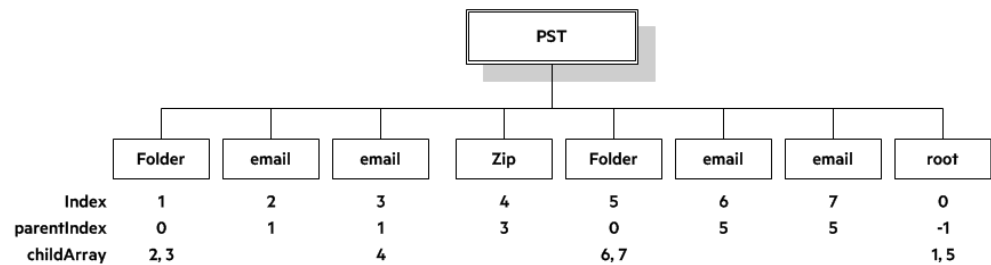 PST
Folder email email Zip Folder email email root
Index 1 2 3 4 5 6 7 0
parentIndex 0 1 1 3 0 5 5 -1
childArray 2, 3 4 6, 7 1, 5